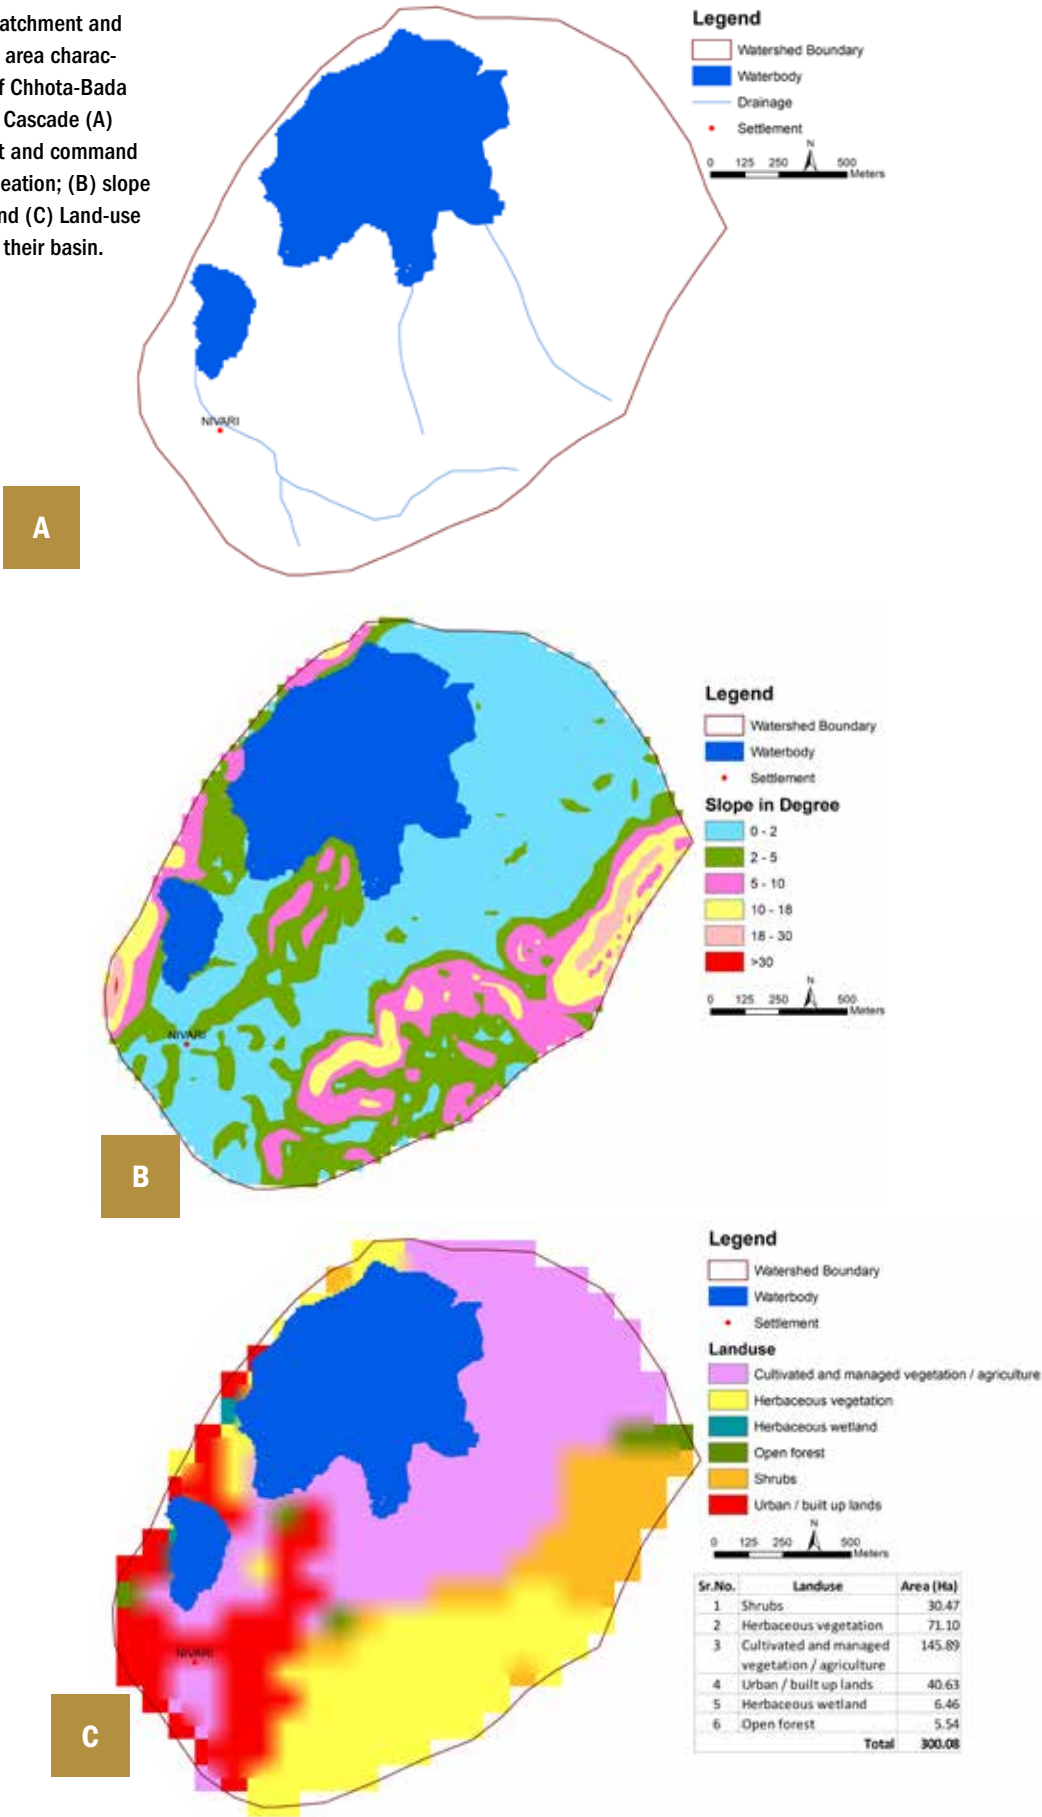 atchment and
area charac-
f Chhota-Bada
Cascade (A)
t and command
eation; (B) slope
nd (C) Land-use
their basin.
Legend
Watershed Boundary
Waterbody
Drainage
Settlement
N
0 125 250 500
Meters
NIVARI
A
Legend
Watershed Boundary
Waterbody
Settlement
Slope in Degree
0 - 2
2 - 5
5 - 10
10 - 18
18 - 30
>30
N
0 125 250 500
Meters
NIVARI
B
Legend
Watershed Boundary
Waterbody
Settlement
Landuse
Cultivated and managed vegetation / agriculture
Herbaceous vegetation
Herbaceous wetland
Open forest
Shrubs
Urban / built up lands
N
0 125 250 500
Meters
Sr.No. Landuse Area (Ha)
1 Shrubs 30.47
2 Herbaceous vegetation 71.10
3 Cultivated and managed 145.89
vegetation / agriculture
4 Urban / built up lands 40.63
5 Herbaceous wetland 6.46
6 Open forest 5.54
Total 300.08
NIVARI
C